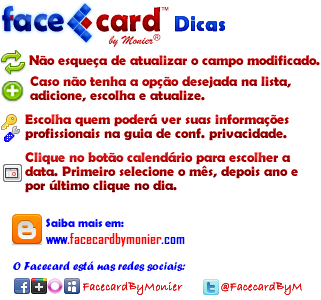 facecard™ Dicas
by Monier®
Não esqueça de atualizar o campo modificado.
Caso não tenha a opção desejada na lista,
adicione, escolha e atualize.
Escolha quem poderá ver suas informações
profissionais na guia de conf. privacidade.
Clique no botão calendário para escolher a
data. Primeiro selecione o mês, depois ano e
por último clique no dia.
Saiba mais em:
www.facecardbymonier.com
O Facecard está nas redes sociais:
FacecardByMonier @FacecardByM